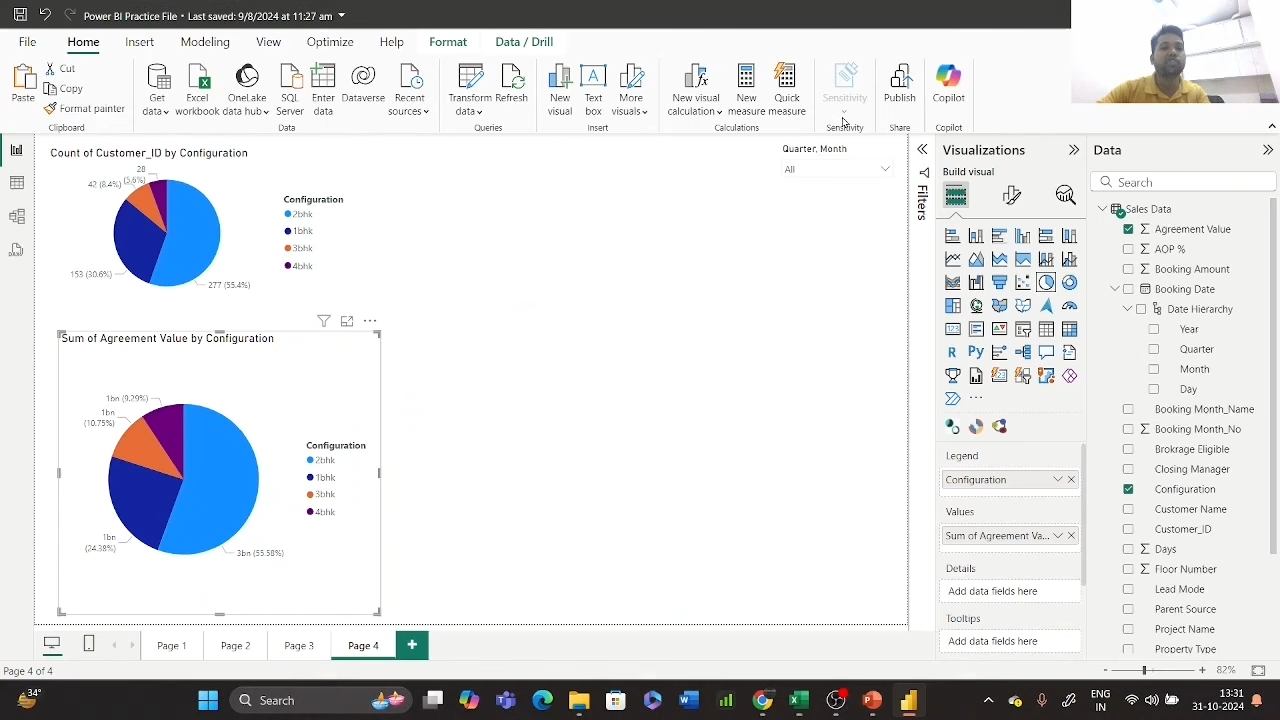 Power BI Practice File • Last saved: 9/8/2024 at 11:27 am
File Home Insert Modeling View Optimize Help Format Data / Drill
Paste
Cut
Copy
Format painter
Clipboard
Get data
Excel workbook
OneLake data hub
SQL Server
Enter data
Dataverse
Recent sources
Data
Transform data
Refresh
Queries
New visual
Text box
More visuals
Insert
New visual calculation
New measure
Quick measure
Calculations
Sensitivity
Sensitivity
Publish
Share
Copilot
Copilot
Count of Customer_ID by Configuration
28 (5.6%)
42 (8.4%)
153 (30.6%)
277 (55.4%)
Configuration
2bhk
1bhk
3bhk
4bhk
Quarter, Month
All
Sum of Agreement Value by Configuration
1bn (9.29%)
1bn (10.75%)
1bn (24.38%)
3bn (55.58%)
Configuration
2bhk
1bhk
3bhk
4bhk
Filters
Visualizations
Build visual
R Py
Legend
Configuration
Values
Sum of Agreement Va...
Details
Add data fields here
Tooltips
Add data fields here
Data
Search
Sales Data
Agreement Value
AOP %
Booking Amount
Booking Date
Date Hierarchy
Year
Quarter
Month
Day
Booking Month_Name
Booking Month_No
Brokrage Eligible
Closing Manager
Configuration
Customer Name
Customer_ID
Days
Floor Number
Lead Mode
Parent Source
Project Name
Property Type
Page 1 Page 2 Page 3 Page 4
Page 4 of 4
82%
34°
Search
ENG IN
13:31
31-10-2024